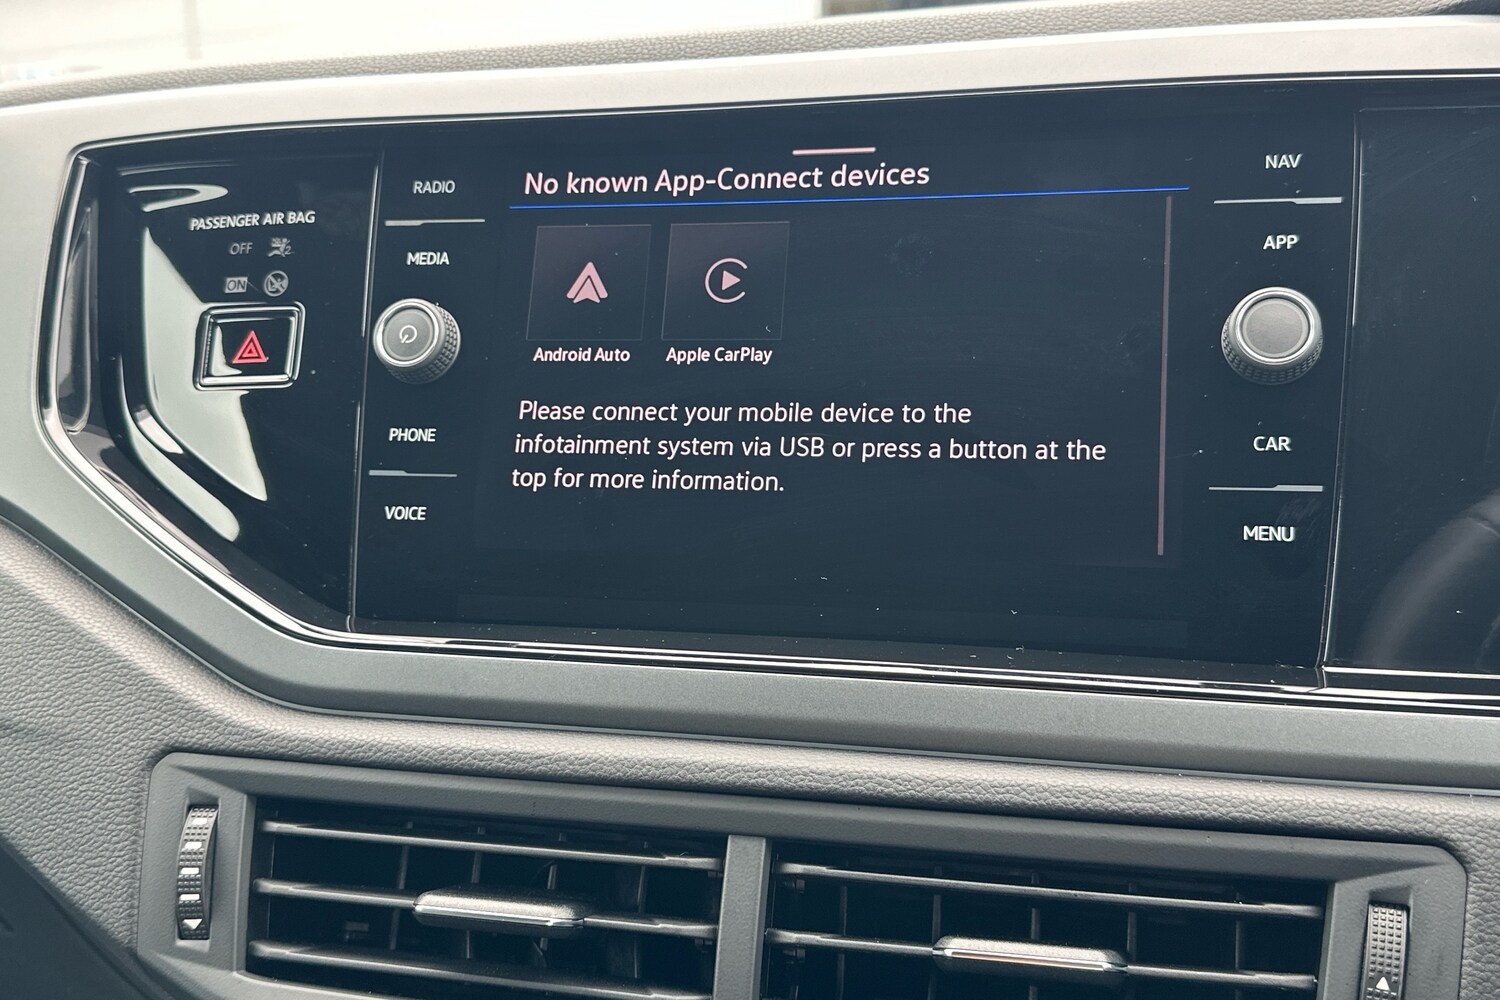 PASSENGER AIR BAG
OFF
ON
RADIO
MEDIA
PHONE
VOICE
No known App-Connect devices
Android Auto
Apple CarPlay
Please connect your mobile device to the
infotainment system via USB or press a button at the
top for more information.
NAV
APP
CAR
MENU